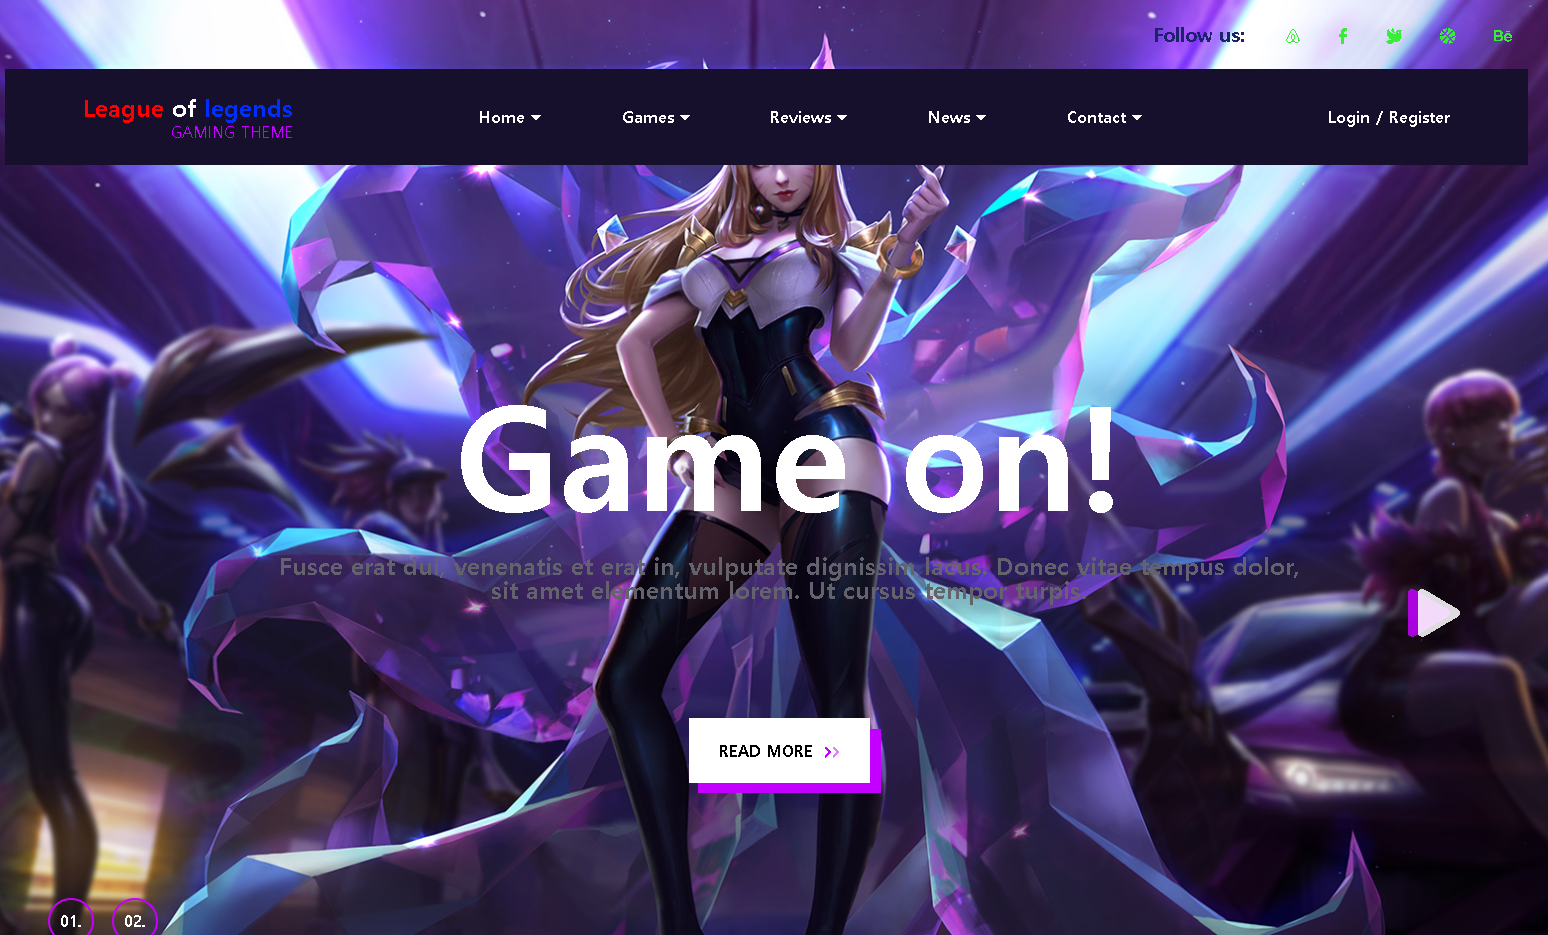 Follow us:
League of legends
GAMING THEME
Home
Games
Reviews
News
Contact
Login / Register
Game on!
Fusce erat dui, venenatis et erat in, vulputate dignissim lacus. Donec vitae tempus dolor,
sit amet elementum lorem. Ut cursus tempor turpis.
READ MORE
01.
02.